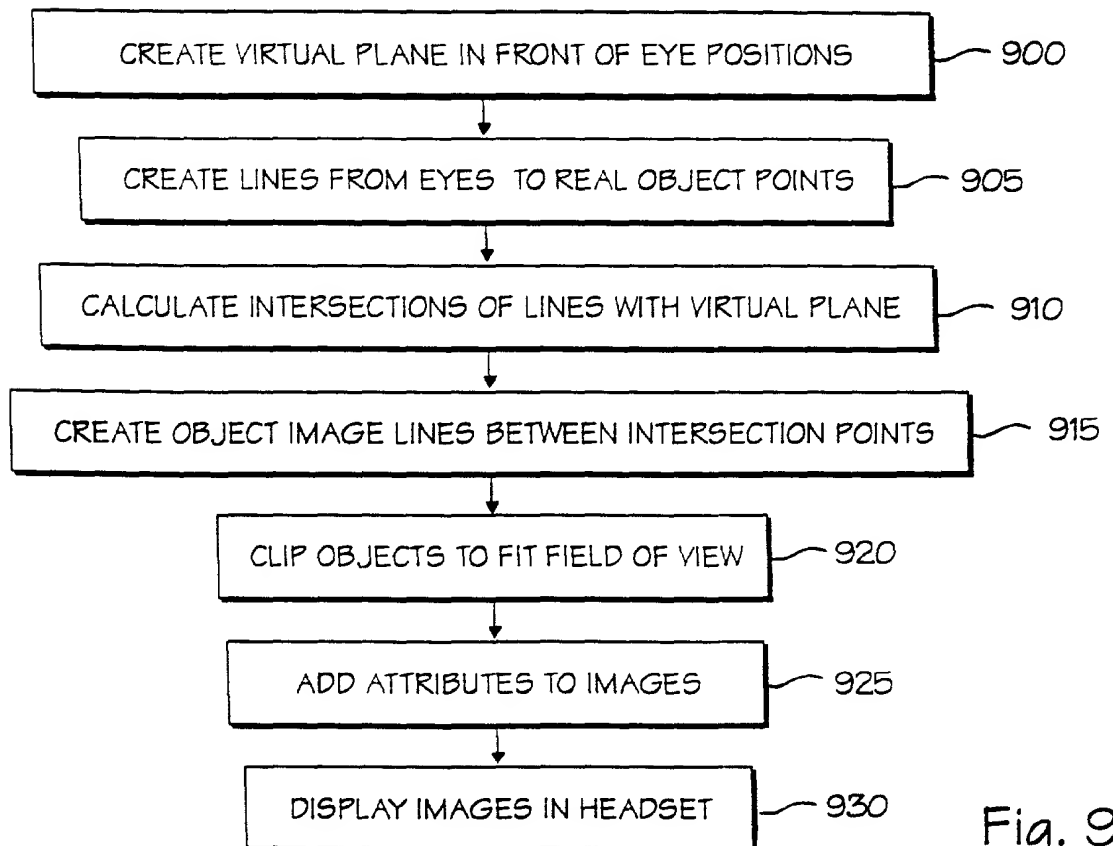 CREATE VIRTUAL PLANE IN FRONT OF EYE POSITIONS 900
CREATE LINES FROM EYES TO REAL OBJECT POINTS 905
CALCULATE INTERSECTIONS OF LINES WITH VIRTUAL PLANE 910
CREATE OBJECT IMAGE LINES BETWEEN INTERSECTION POINTS 915
CLIP OBJECTS TO FIT FIELD OF VIEW 920
ADD ATTRIBUTES TO IMAGES 925
DISPLAY IMAGES IN HEADSET 930
Fig. 9